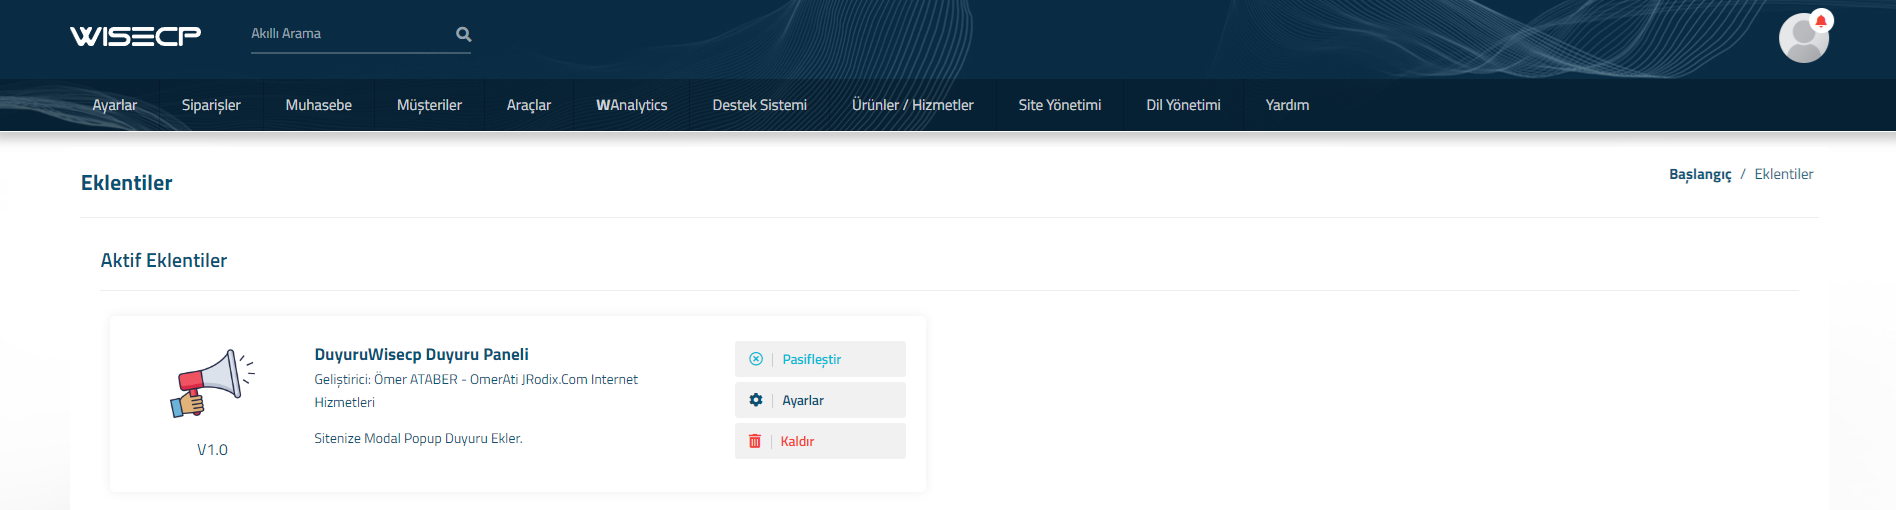 WISECP
Akıllı Arama
Ayarlar Siparişler Muhasebe Müşteriler Araçlar WAnalytics Destek Sistemi Ürünler / Hizmetler Site Yönetimi Dil Yönetimi Yardım
Eklentiler
Başlangıç / Eklentiler
Aktif Eklentiler
DuyuruWisecp Duyuru Paneli
Geliştirici: Ömer ATABER - OmerAti JRodix.Com Internet
Hizmetleri
Sitenize Modal Popup Duyuru Ekler.
V1.0
Pasifleştir
Ayarlar
Kaldır